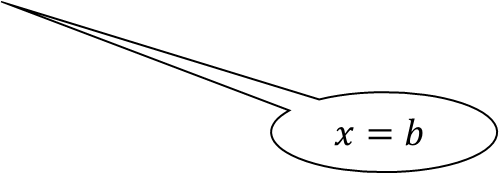 x = b